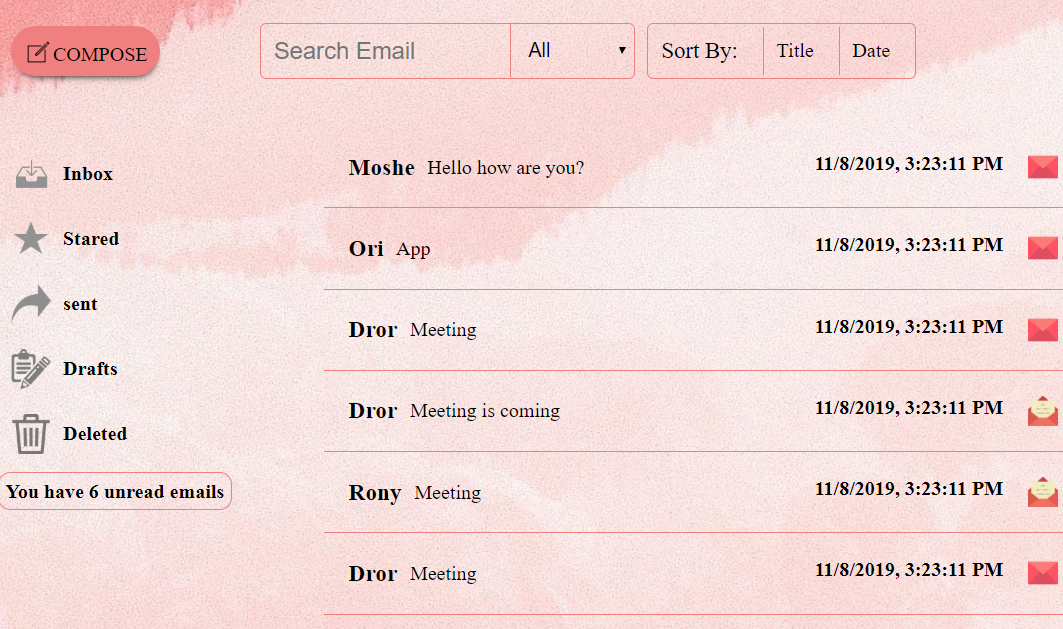 COMPOSE
Search Email
All
Sort By:
Title
Date
Inbox
Stared
sent
Drafts
Deleted
You have 6 unread emails
Moshe Hello how are you? 11/8/2019, 3:23:11 PM
Ori App 11/8/2019, 3:23:11 PM
Dror Meeting 11/8/2019, 3:23:11 PM
Dror Meeting is coming 11/8/2019, 3:23:11 PM
Rony Meeting 11/8/2019, 3:23:11 PM
Dror Meeting 11/8/2019, 3:23:11 PM